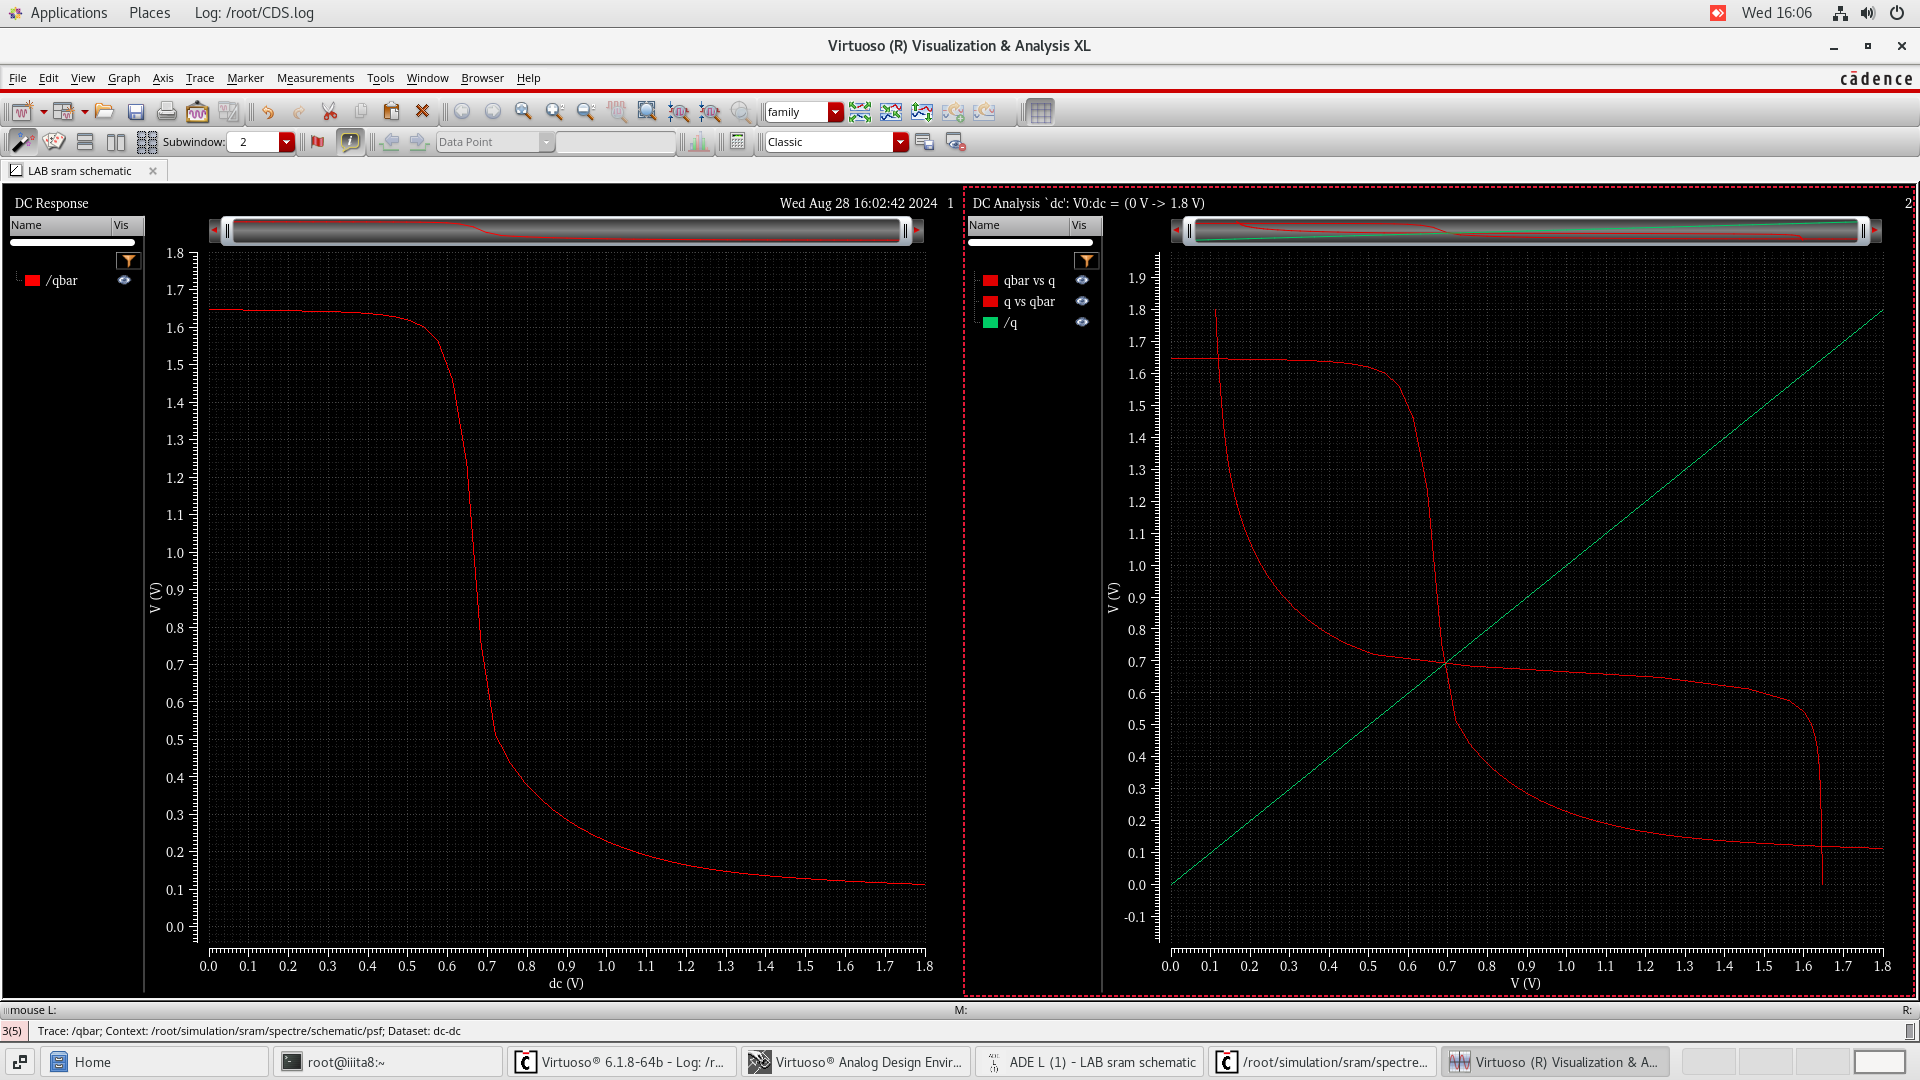 Applications Places Log: /root/CDS.log Wed 16:06
Virtuoso (R) Visualization & Analysis XL
File Edit View Graph Axis Trace Marker Measurements Tools Window Browser Help cādence
family
Subwindow: 2 Data Point Classic
LAB sram schematic
DC Response Wed Aug 28 16:02:42 2024 1
Name Vis
/qbar
1.8
1.7
1.6
1.5
1.4
1.3
1.2
1.1
1.0
0.9
0.8
0.7
0.6
0.5
0.4
0.3
0.2
0.1
0.0
V (V)
0.0 0.1 0.2 0.3 0.4 0.5 0.6 0.7 0.8 0.9 1.0 1.1 1.2 1.3 1.4 1.5 1.6 1.7 1.8
dc (V)
DC Analysis `dc': V0:dc = (0 V -> 1.8 V) 2
Name Vis
qbar vs q
q vs qbar
/q
1.9
1.8
1.7
1.6
1.5
1.4
1.3
1.2
1.1
1.0
0.9
0.8
0.7
0.6
0.5
0.4
0.3
0.2
0.1
0.0
-0.1
V (V)
0.0 0.1 0.2 0.3 0.4 0.5 0.6 0.7 0.8 0.9 1.0 1.1 1.2 1.3 1.4 1.5 1.6 1.7 1.8
V (V)
mouse L: M: R:
3(5) Trace: /qbar; Context: /root/simulation/sram/spectre/schematic/psf; Dataset: dc-dc
Home root@iiita8:~ Virtuoso® 6.1.8-64b - Log: /r... Virtuoso® Analog Design Envir... ADE L (1) - LAB sram schematic /root/simulation/sram/spectre... Virtuoso (R) Visualization & A...